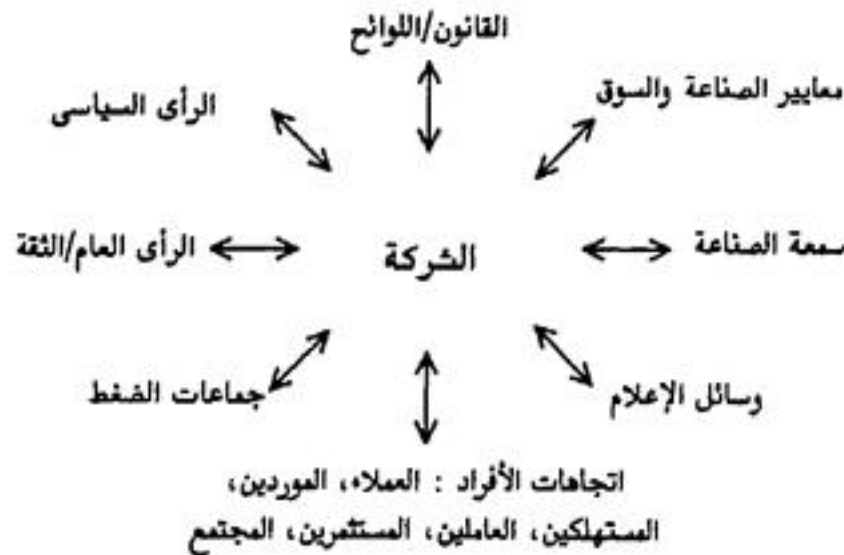 القانون/اللوائح
معايير الصناعة والسوق
الرأى السياسى
سمعة الصناعة
الشركة
الرأى العام/الثقة
وسائل الإعلام
جماعات الضغط
اتجاهات الأفراد : العملاء، الموردين،
المستهلكين، العاملين، المستثمرين، المجتمع